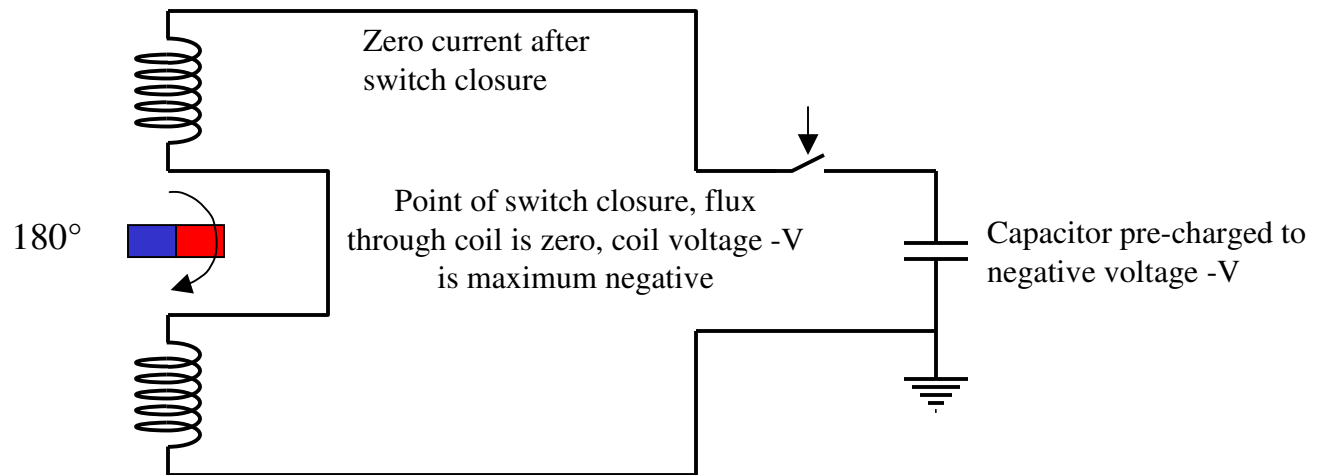 Zero current after
switch closure
180°
Point of switch closure, flux
through coil is zero, coil voltage -V
is maximum negative
Capacitor pre-charged to
negative voltage -V